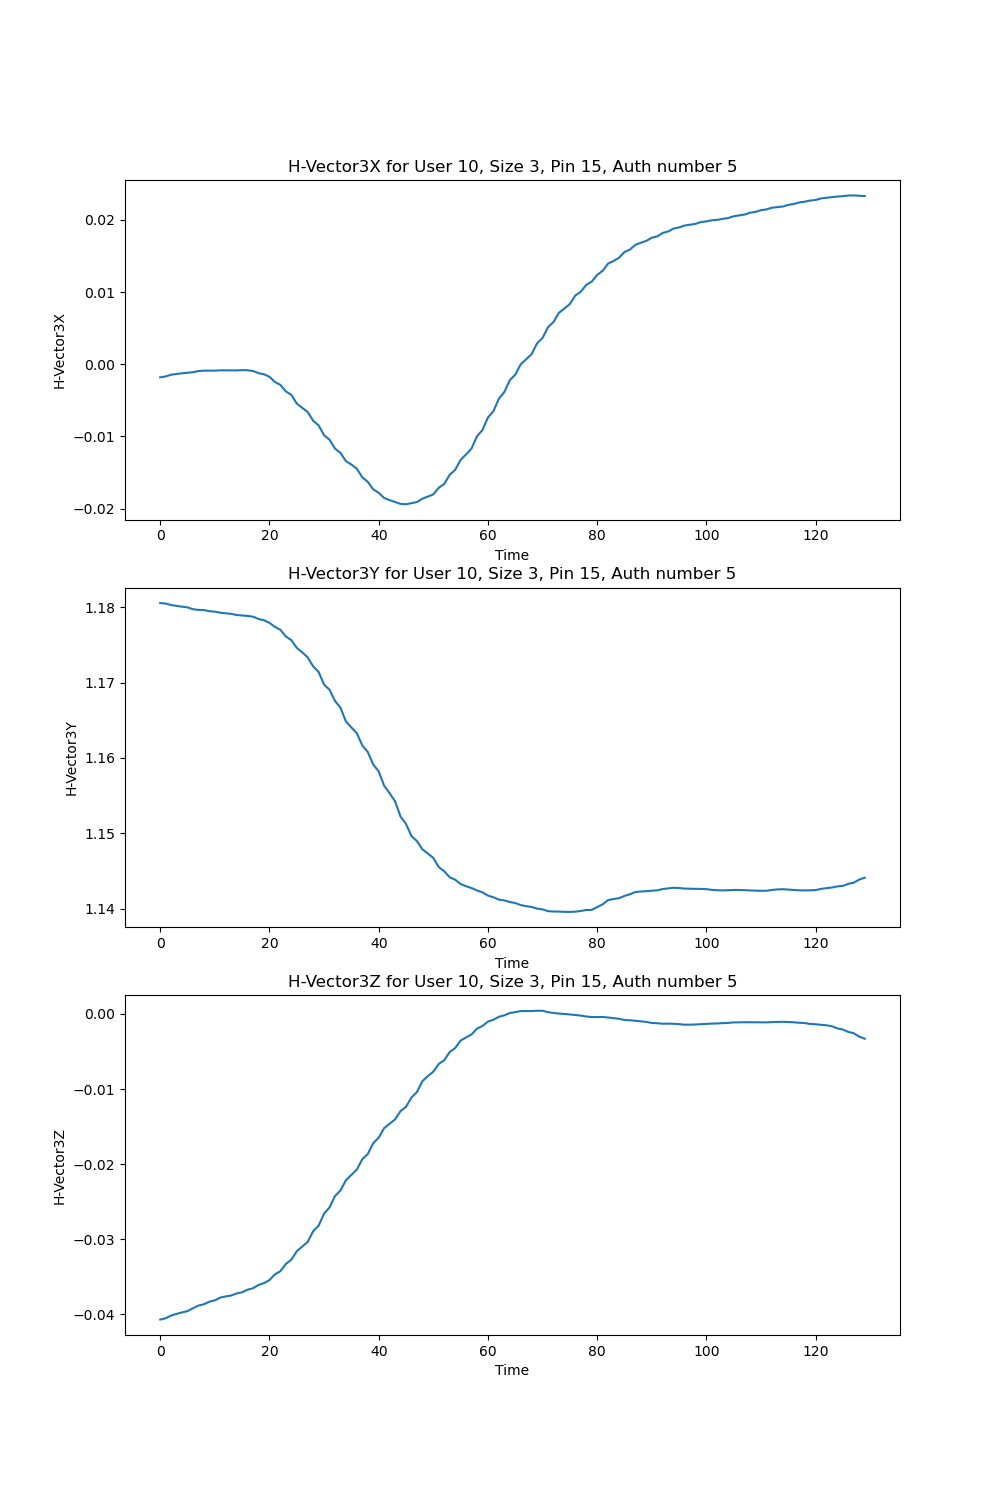 H-Vector3X for User 10, Size 3, Pin 15, Auth number 5
0.02
0.01
0.00
−0.01
−0.02
H-Vector3X
0 20 40 60 80 100 120
Time
H-Vector3Y for User 10, Size 3, Pin 15, Auth number 5
1.18
1.17
1.16
1.15
1.14
H-Vector3Y
0 20 40 60 80 100 120
Time
H-Vector3Z for User 10, Size 3, Pin 15, Auth number 5
0.00
−0.01
−0.02
−0.03
−0.04
H-Vector3Z
0 20 40 60 80 100 120
Time